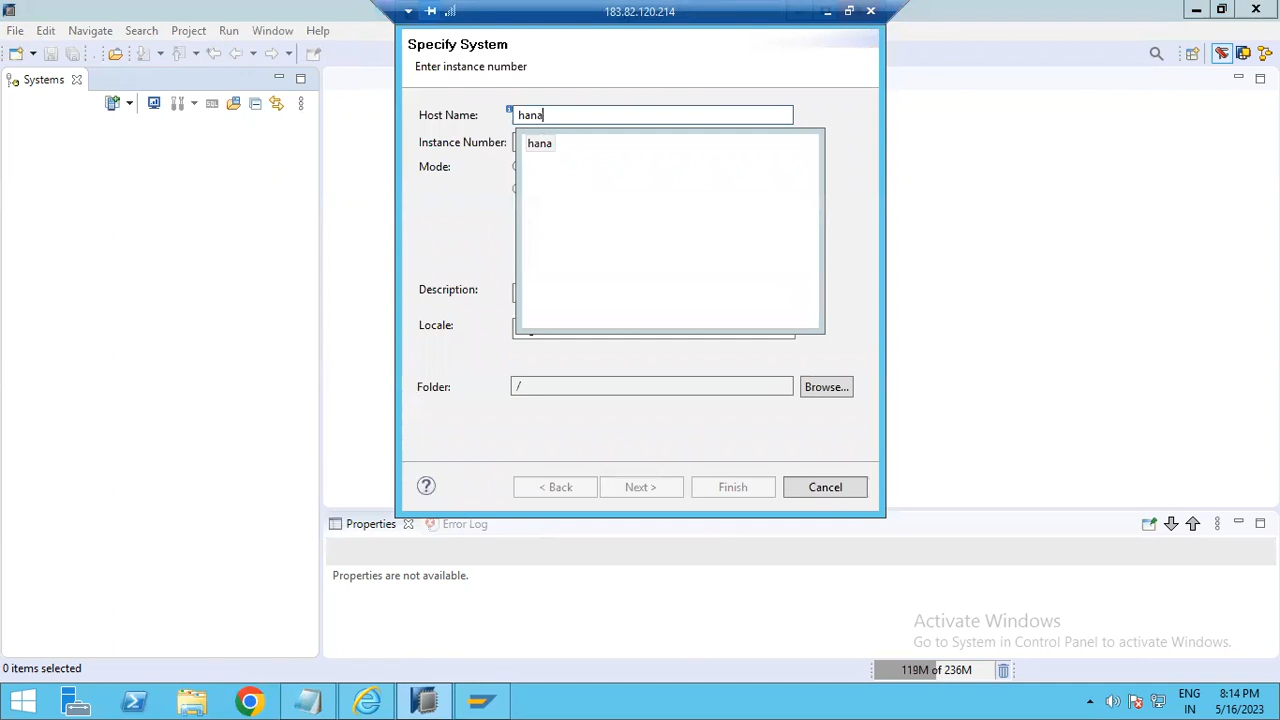 183.82.120.214
File Edit Navigate Search Project Run Window Help
Systems
Specify System
Enter instance number
Host Name: hana
hana
Instance Number:
Mode:
Description:
Locale:
Folder: / Browse...
< Back Next > Finish Cancel
Properties Error Log
Properties are not available.
Activate Windows
Go to System in Control Panel to activate Windows.
0 items selected
119M of 236M
ENG 8:14 PM
IN 5/16/2023